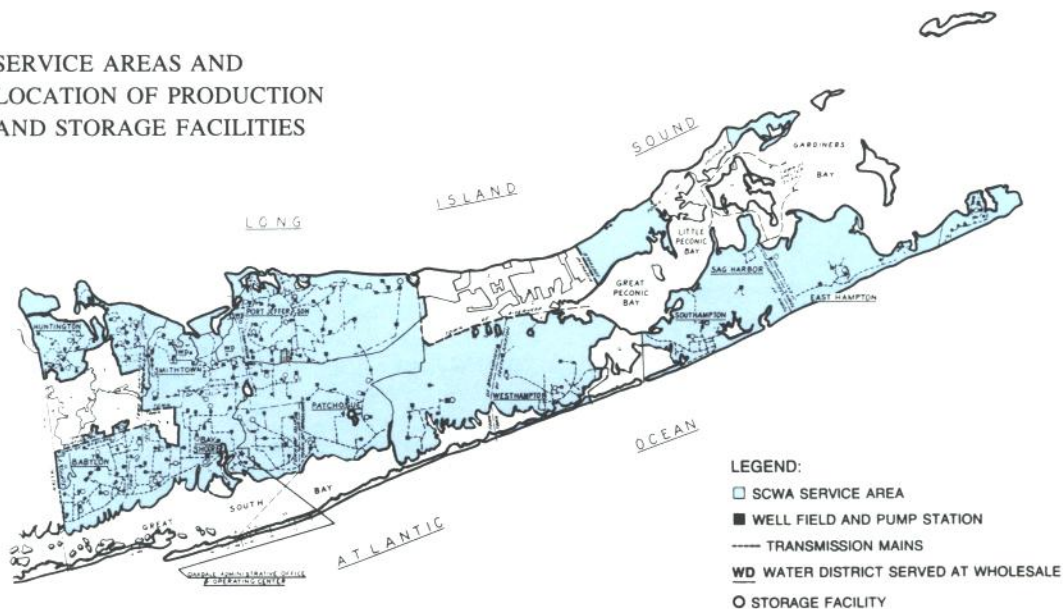 SERVICE AREAS AND
LOCATION OF PRODUCTION
AND STORAGE FACILITIES
LONG
ISLAND
SOUND
GARDINERS
BAY
LITTLE
PECONIC
BAY
GREAT
PECONIC
BAY
SAG HARBOR
EAST HAMPTON
SOUTHAMPTON
HUNTINGTON
PORT JEFFERSON
WD
SMITHTOWN
PATCHOGUE
WESTHAMPTON
BABYLON
BAY
SHORE
GREAT
SOUTH
BAY
ATLANTIC
OCEAN
OAKDALE ADMINISTRATIVE OFFICE
& OPERATING CENTER
LEGEND:
SCWA SERVICE AREA
WELL FIELD AND PUMP STATION
TRANSMISSION MAINS
WD WATER DISTRICT SERVED AT WHOLESALE
STORAGE FACILITY